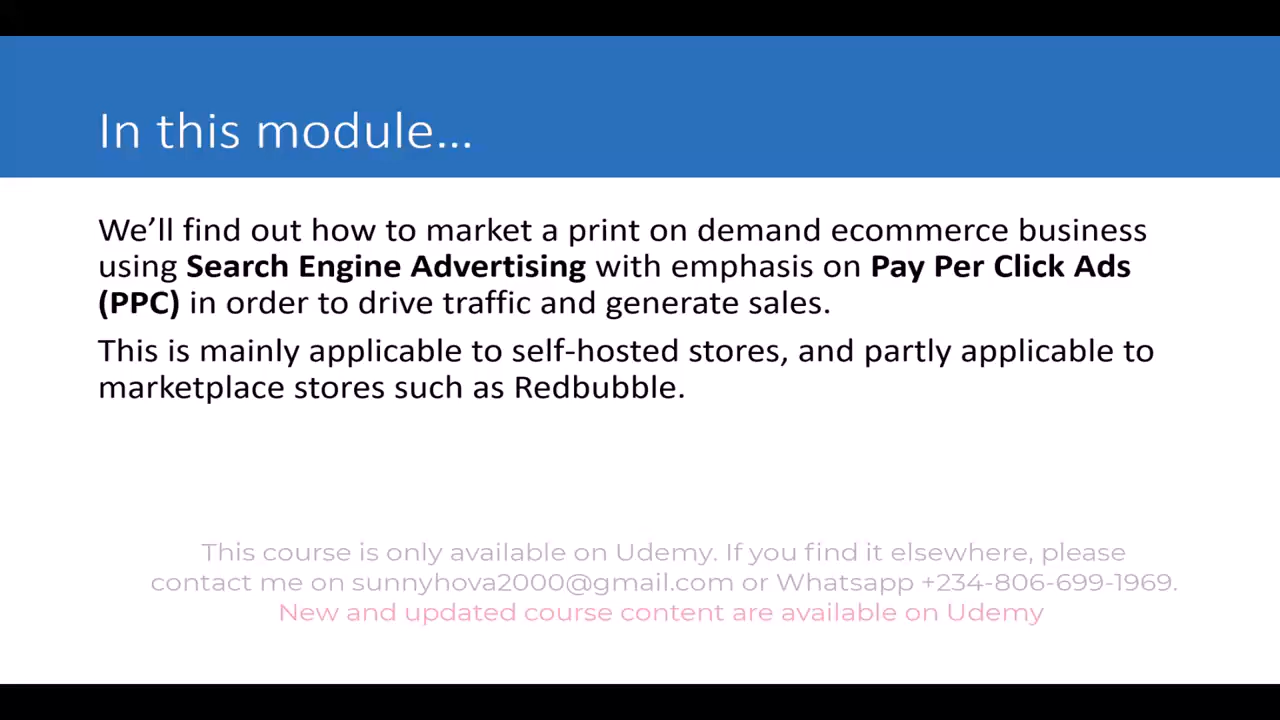 In this module...
We’ll find out how to market a print on demand ecommerce business
using Search Engine Advertising with emphasis on Pay Per Click Ads
(PPC) in order to drive traffic and generate sales.
This is mainly applicable to self-hosted stores, and partly applicable to
marketplace stores such as Redbubble.
This course is only available on Udemy. If you find it elsewhere, please
contact me on sunnyhova2000@gmail.com or Whatsapp +234-806-699-1969.
New and updated course content are available on Udemy